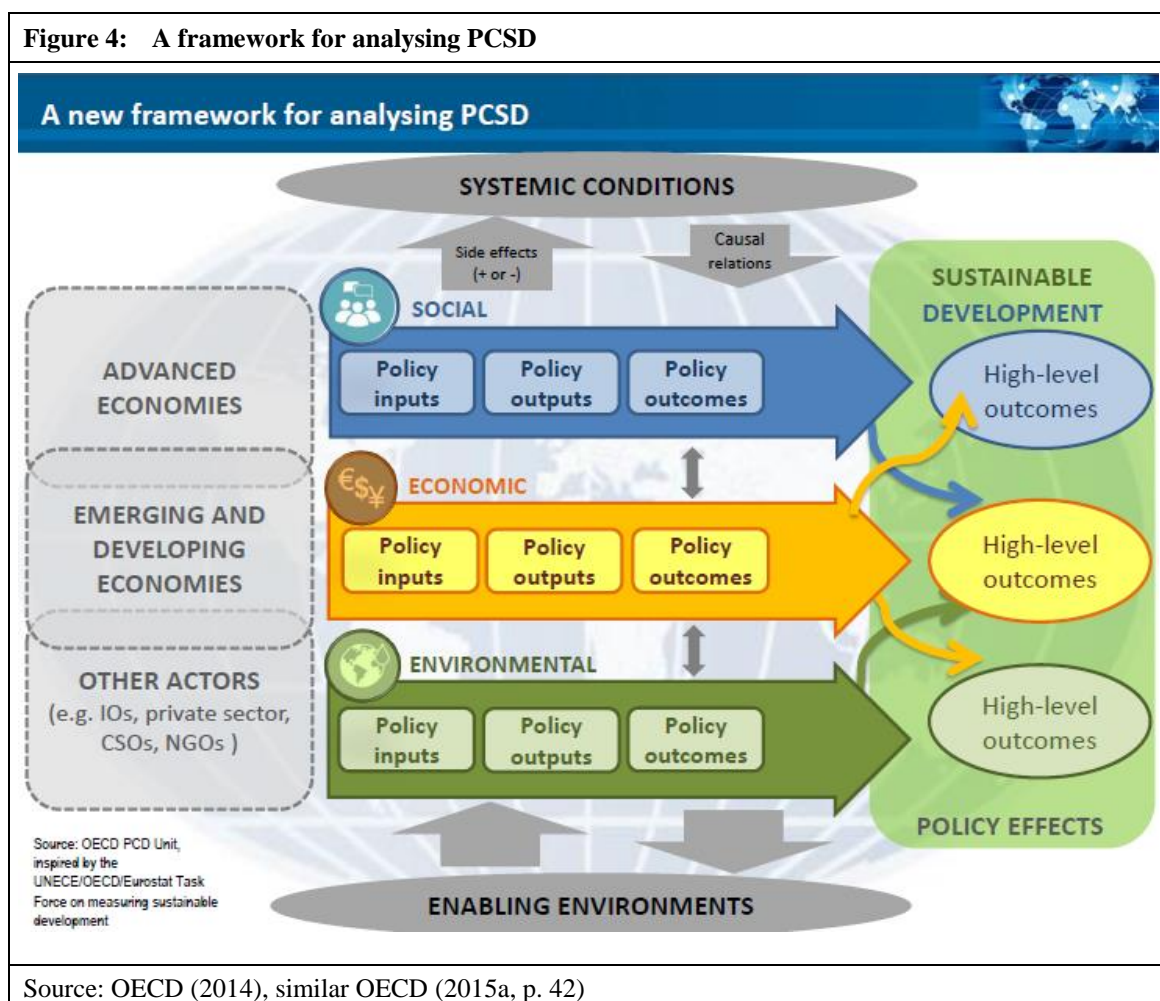 Figure 4: A framework for analysing PCSD
A new framework for analysing PCSD
SYSTEMIC CONDITIONS
Side effects
(+ or -)
Causal
relations
ADVANCED
ECONOMIES
EMERGING AND
DEVELOPING
ECONOMIES
OTHER ACTORS
(e.g. IOs, private sector,
CSOs, NGOs )
SOCIAL
Policy
inputs
Policy
outputs
Policy
outcomes
€$¥
ECONOMIC
Policy
inputs
Policy
outputs
Policy
outcomes
ENVIRONMENTAL
Policy
inputs
Policy
outputs
Policy
outcomes
SUSTAINABLE
DEVELOPMENT
High-level
outcomes
High-level
outcomes
High-level
outcomes
POLICY EFFECTS
ENABLING ENVIRONMENTS
Source: OECD PCD Unit,
inspired by the
UNECE/OECD/Eurostat Task
Force on measuring sustainable
development
Source: OECD (2014), similar OECD (2015a, p. 42)